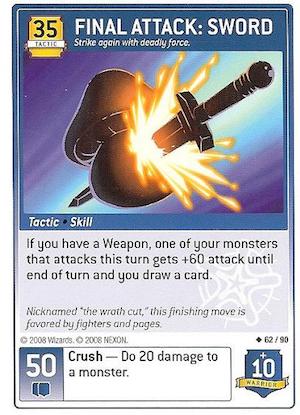 35
TACTIC
FINAL ATTACK: SWORD
Strike again with deadly force.
Tactic • Skill
If you have a Weapon, one of your monsters
that attacks this turn gets +60 attack until
end of turn and you draw a card.
Nicknamed "the wrath cut," this finishing move is
favored by fighters and pages.
© 2008 Wizards. © 2008 NEXON.
◆ 62 / 90
50
Crush — Do 20 damage to
a monster.
+
10
WARRIOR